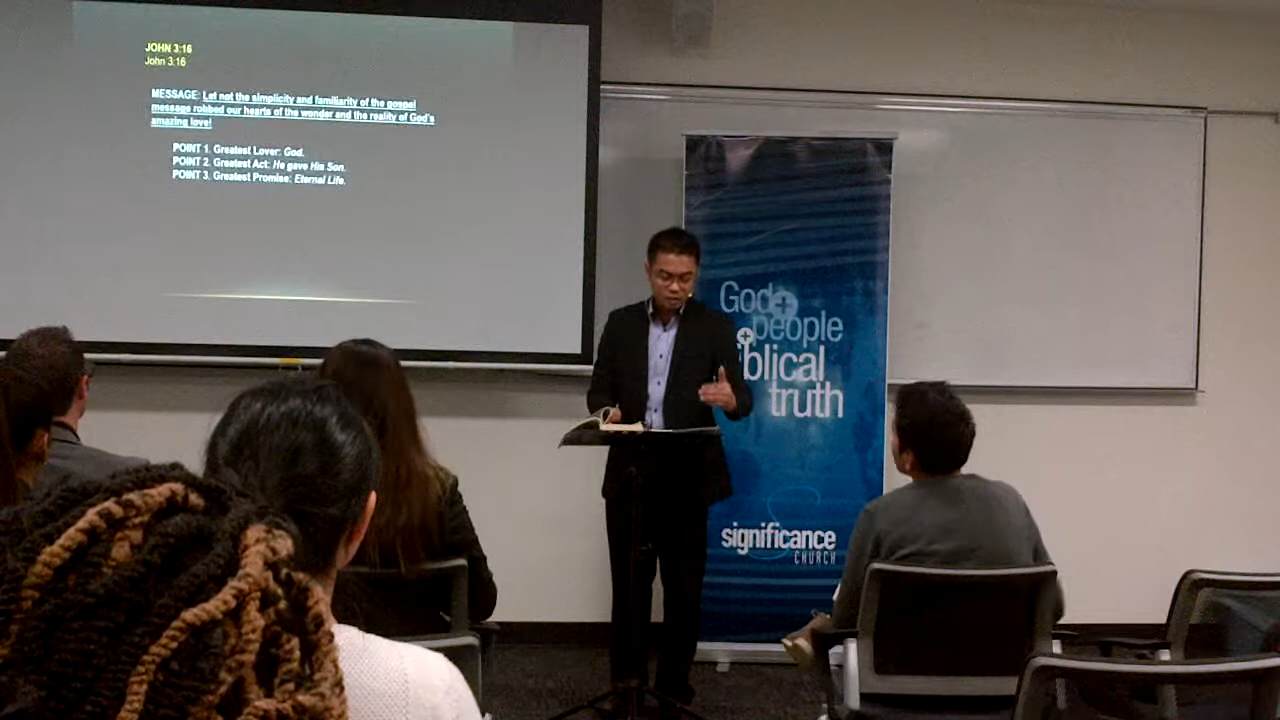 JOHN 3:16
John 3:16
MESSAGE: Let not the simplicity and familiarity of the gospel
message robbed our hearts of the wonder and the reality of God's
amazing love!
POINT 1. Greatest Lover: God.
POINT 2. Greatest Act: He gave His Son.
POINT 3. Greatest Promise: Eternal Life.
God+
people
+
iblical
truth
significance
CHURCH